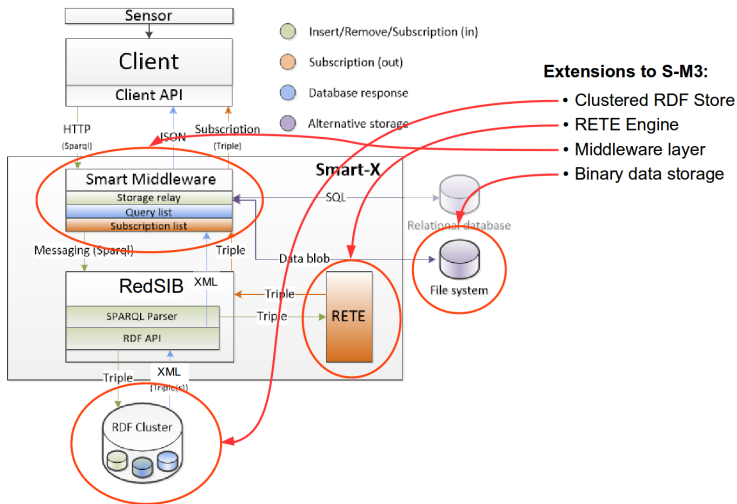 Sensor
Client
Client API
Insert/Remove/Subscription (in)
Subscription (out)
Database response
Alternative storage
Extensions to S-M3:
• Clustered RDF Store
• RETE Engine
• Middleware layer
• Binary data storage
HTTP
(Sparql)
JSON
Subscription
(Triple)
Smart-X
Smart Middleware
Storage relay
Query list
Subscription list
SQL
Relational database
Messaging (Sparql)
Triple
Data blob
File system
XML
RedSIB
SPARQL Parser
RDF API
Triple
Triple
RETE
Triple
XML
(Triple(s))
RDF Cluster